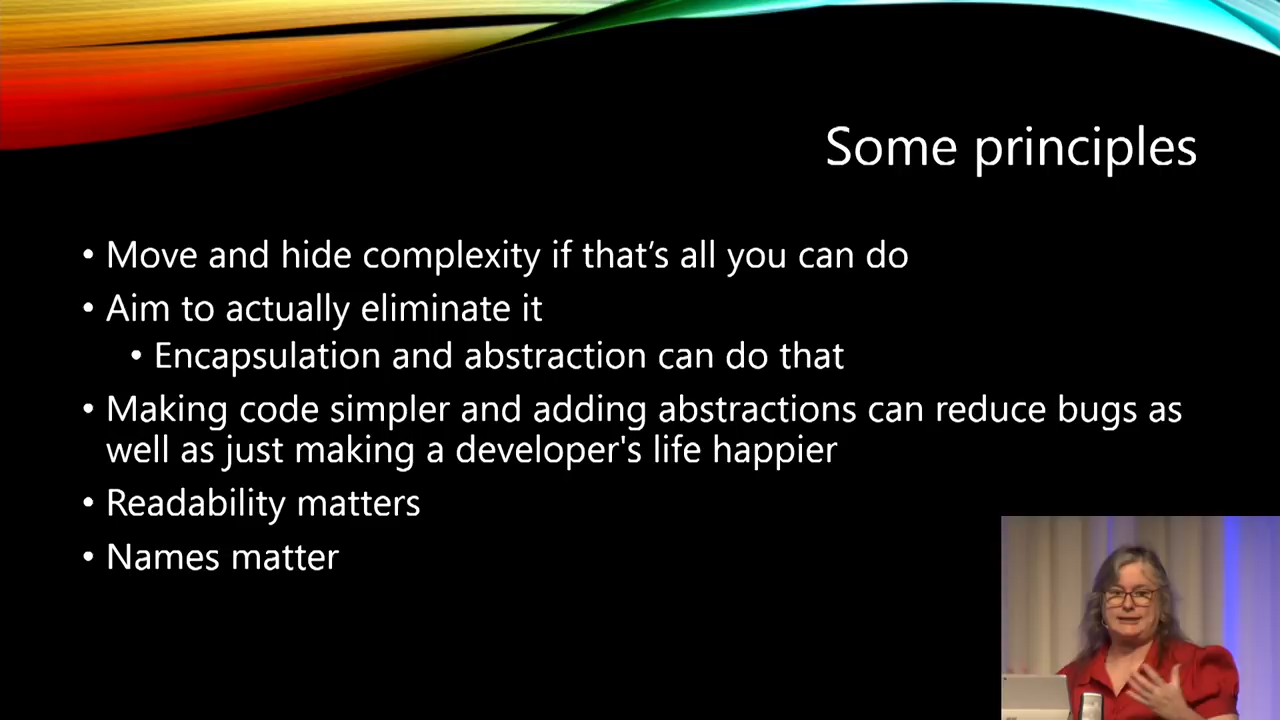 Some principles
• Move and hide complexity if that‘s all you can do
• Aim to actually eliminate it
• Encapsulation and abstraction can do that
• Making code simpler and adding abstractions can reduce bugs as
well as just making a developer's life happier
• Readability matters
• Names matter